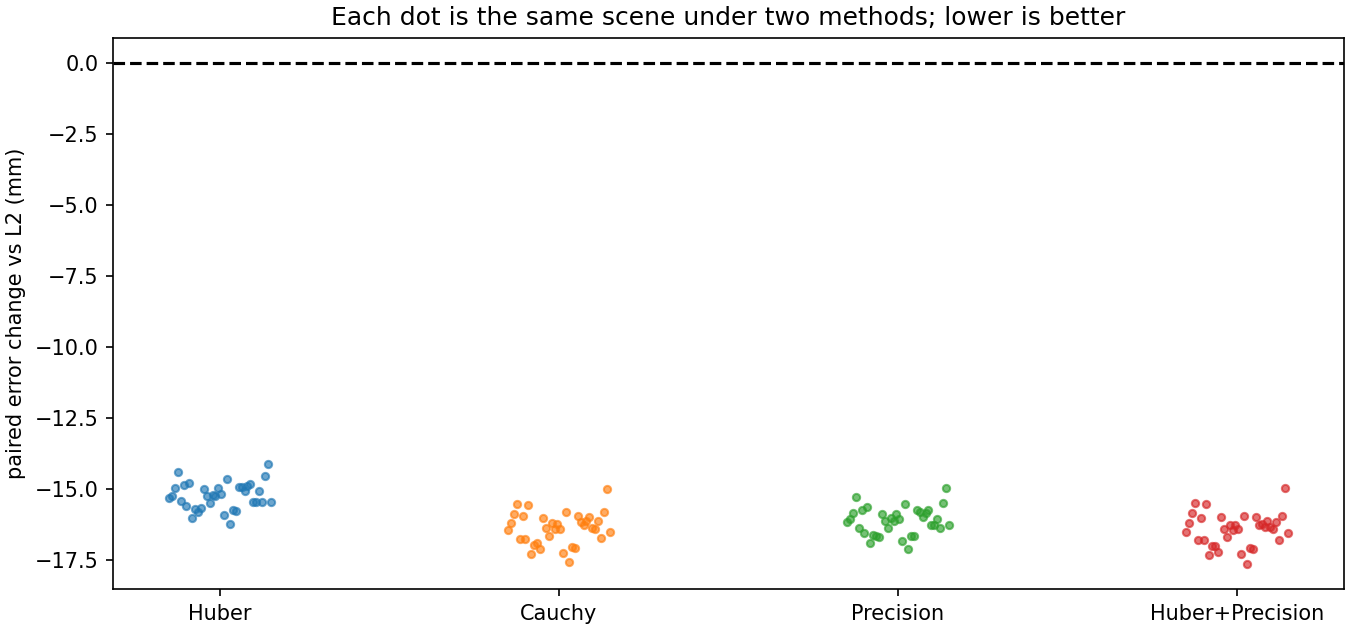 Each dot is the same scene under two methods; lower is better
paired error change vs L2 (mm)
0.0
−2.5
−5.0
−7.5
−10.0
−12.5
−15.0
−17.5
Huber
Cauchy
Precision
Huber+Precision